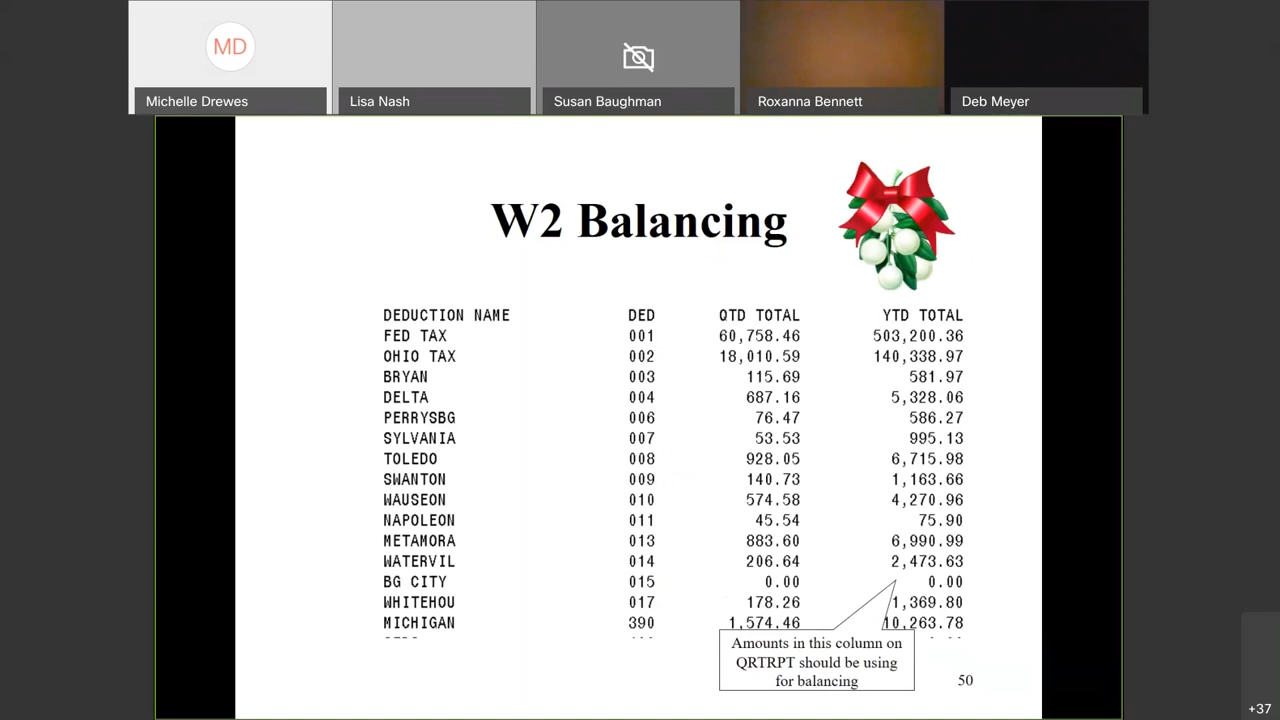 MD
Michelle Drewes
Lisa Nash
Susan Baughman
Roxanna Bennett
Deb Meyer
W2 Balancing
DEDUCTION NAME DED QTD TOTAL YTD TOTAL
FED TAX 001 60,758.46 503,200.36
OHIO TAX 002 18,010.59 140,338.97
BRYAN 003 115.69 581.97
DELTA 004 687.16 5,328.06
PERRYSBG 006 76.47 586.27
SYLVANIA 007 53.53 995.13
TOLEDO 008 928.05 6,715.98
SWANTON 009 140.73 1,163.66
WAUSEON 010 574.58 4,270.96
NAPOLEON 011 45.54 75.90
METAMORA 013 883.60 6,990.99
WATERVIL 014 206.64 2,473.63
BG CITY 015 0.00 0.00
WHITEHOU 017 178.26 1,369.80
MICHIGAN 390 1,574.46 10,263.78
Amounts in this column on
QRTRPT should be using
for balancing
50
+37